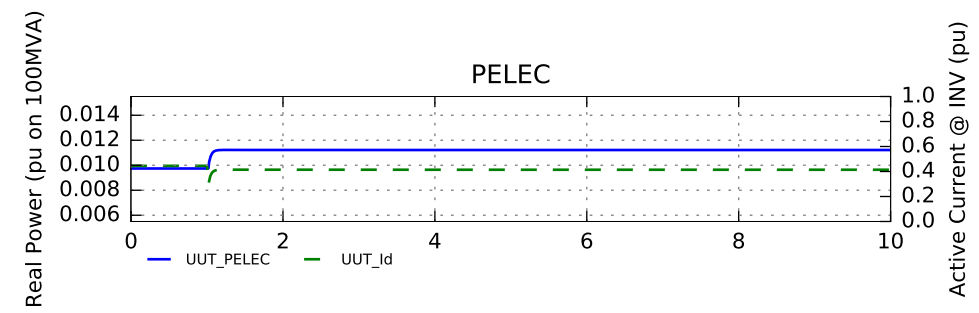 PELEC
Real Power (pu on 100MVA)
0.014
0.012
0.010
0.008
0.006
1.0
0.8
0.6
0.4
0.2
0.0
Active Current @ INV (pu)
0 2 4 6 8 10
UUT_PELEC UUT_Id